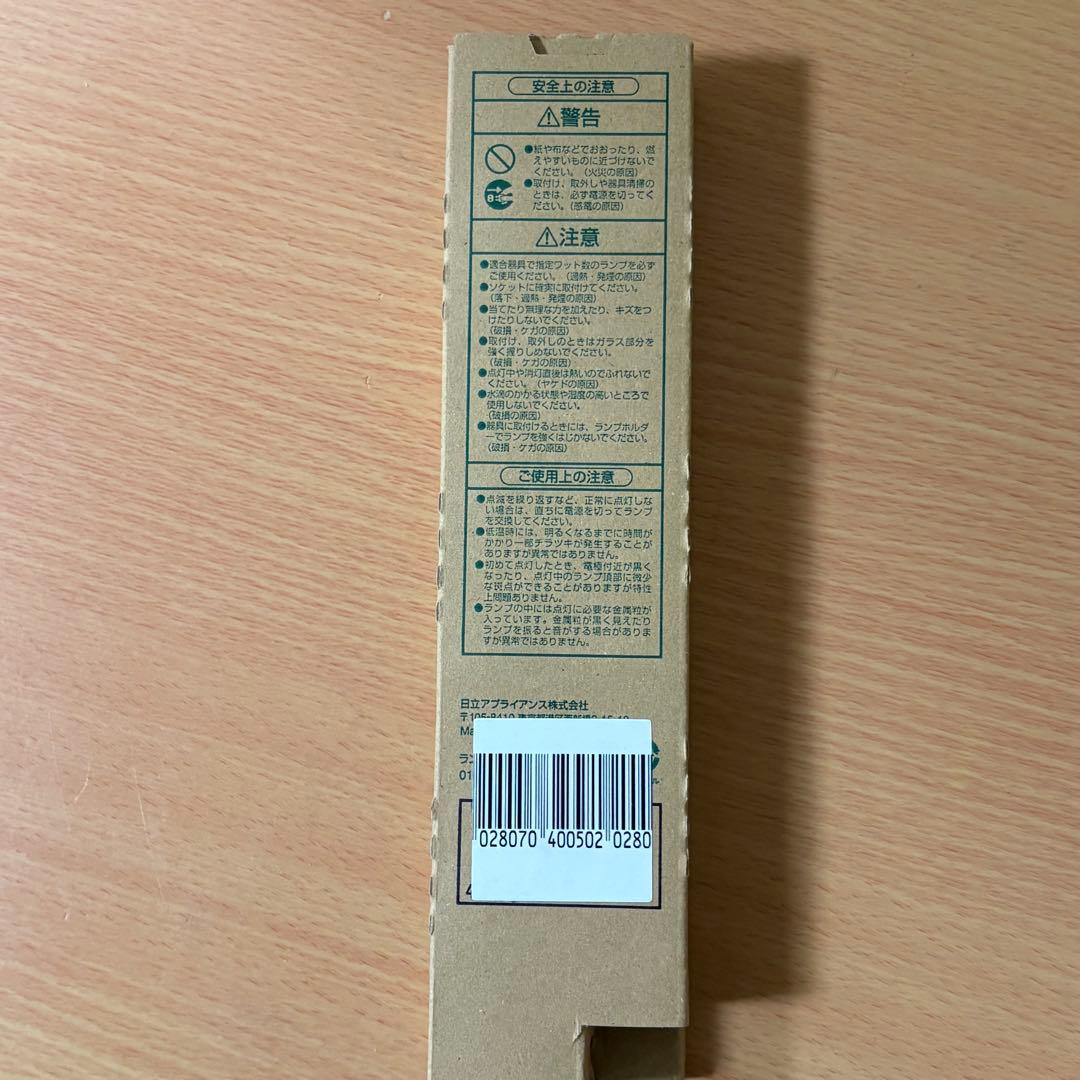 安全上の注意
⚠警告
●紙や布などでおおったり、燃
えやすいものに近づけないで
ください。(火災の原因)
●取付け、取外しや器具清掃の
ときは、必ず電源を切ってく
ださい。(感電の原因)
⚠注意
●適合器具で指定ワット数のランプを必ず
ご使用ください。(過熱・発煙の原因)
●ソケットに確実に取付けてください。
(落下・過熱・発煙の原因)
●当てたり無理な力を加えたり、キズをつ
けたりしないでください。
(破損・ケガの原因)
●取付け、取外しのときはガラス部分を
強く握りしめないでください。
(破損・ケガの原因)
●点灯中や消灯直後は熱いのでふれないで
ください。(ヤケドの原因)
●水滴のかかる状態や湿度の高いところで
使用しないでください。
(破損の原因)
●器具に取付けるときには、ランプホルダ
ーでランプを強くはじかないでください。
(破損・ケガの原因)
ご使用上の注意
●点滅を繰り返すなど、正常に点灯しな
い場合は、直ちに電源を切ってランプ
を交換してください。
●低温時には、明るくなるまでに時間が
かかり一部チラツキが発生することが
ありますが異常ではありません。
●初めて点灯したとき、電極付近が黒く
なったり、点灯中のランプ頂部に微少
な斑点ができることがありますが特性
上問題ありません。
●ランプの中には点灯に必要な金属粒が
入っています。金属粒が黒く見えたり
ランプを振ると音がする場合がありま
すが異常ではありません。
日立アプライアンス株式会社
〒105-8410
Ma
01
028070 400502 0280